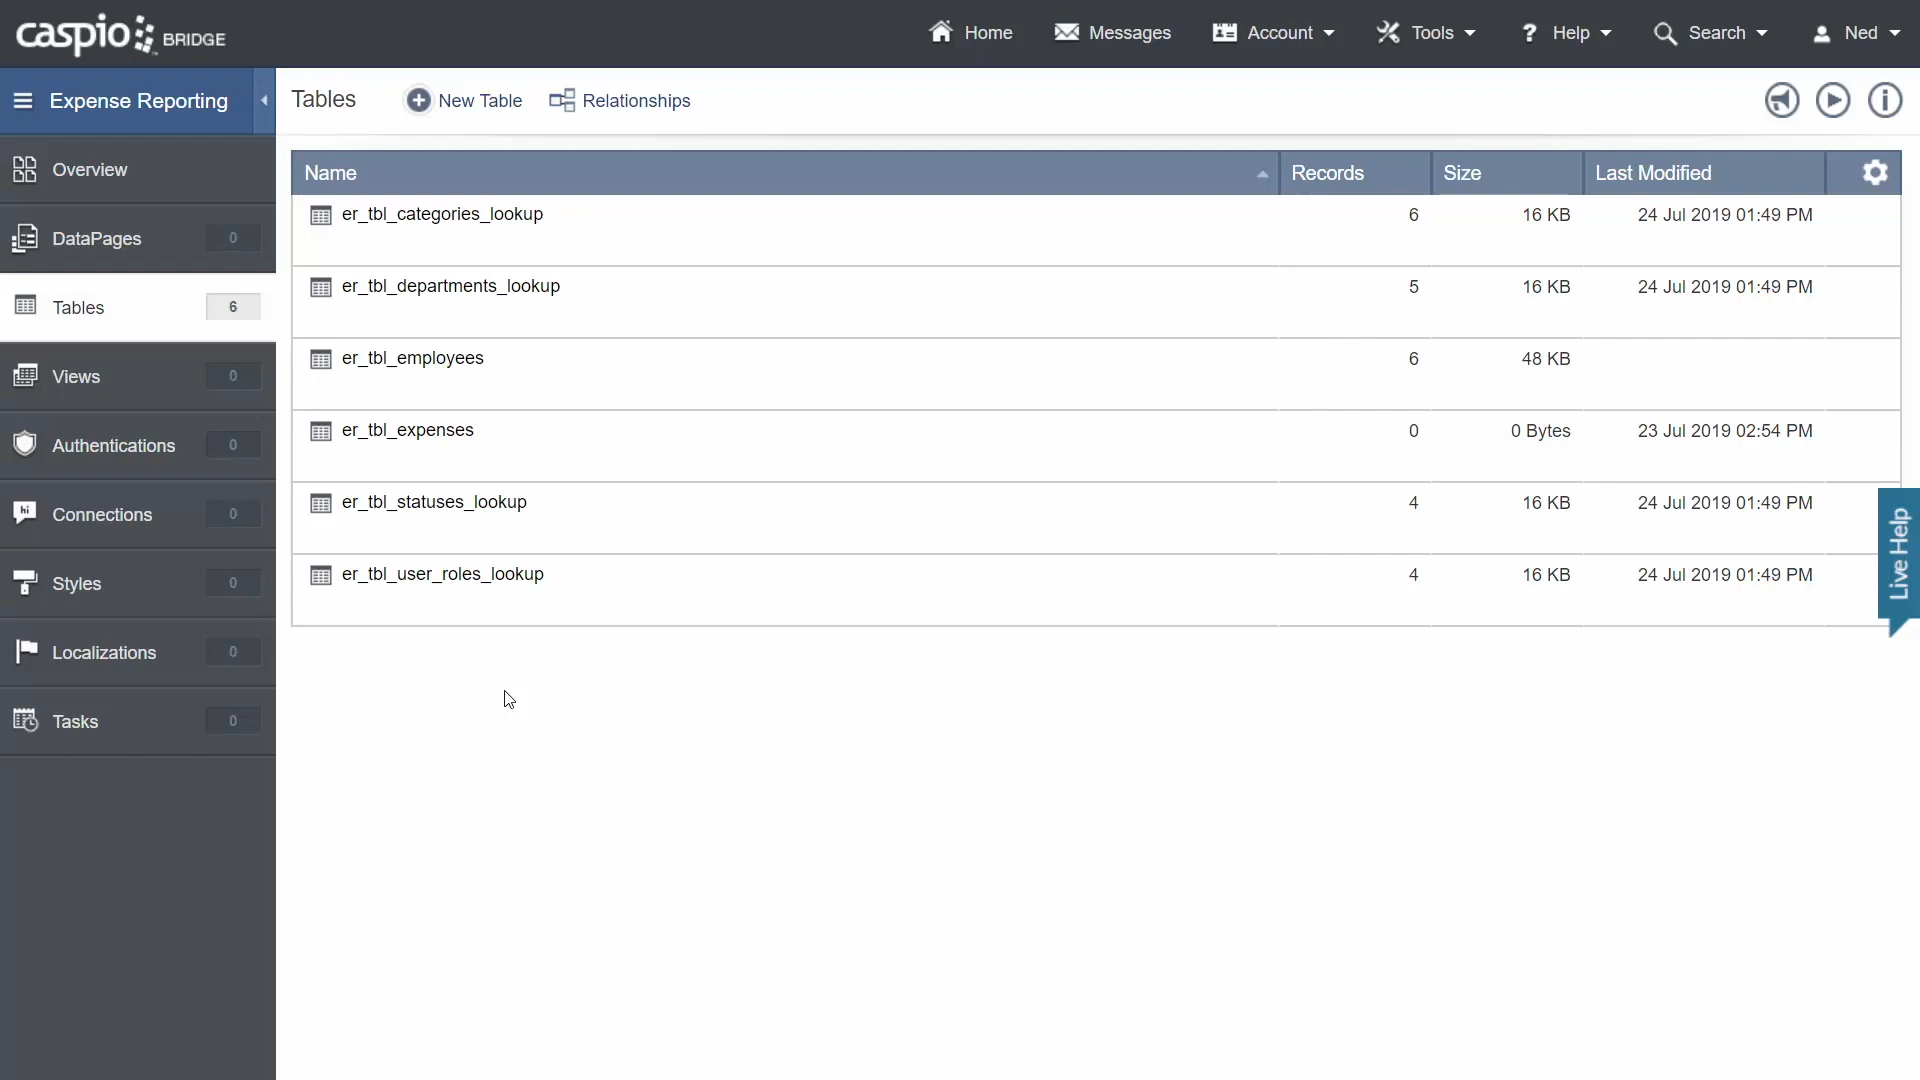 caspio BRIDGE
Home
Messages
Account
Tools
? Help
Search
Ned
Expense Reporting
Tables
New Table
Relationships
Overview
DataPages 0
Tables 6
Views 0
Authentications 0
hi Connections 0
Styles 0
Localizations 0
Tasks 0
Name Records Size Last Modified
er_tbl_categories_lookup 6 16 KB 24 Jul 2019 01:49 PM
er_tbl_departments_lookup 5 16 KB 24 Jul 2019 01:49 PM
er_tbl_employees 6 48 KB
er_tbl_expenses 0 0 Bytes 23 Jul 2019 02:54 PM
er_tbl_statuses_lookup 4 16 KB 24 Jul 2019 01:49 PM
er_tbl_user_roles_lookup 4 16 KB 24 Jul 2019 01:49 PM
Live Help